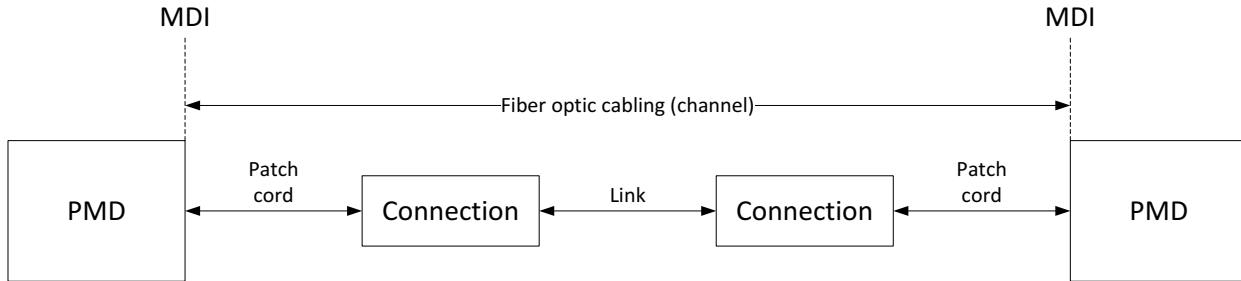 MDI
MDI
Fiber optic cabling (channel)
PMD
Patch
cord
Connection
Link
Connection
Patch
cord
PMD